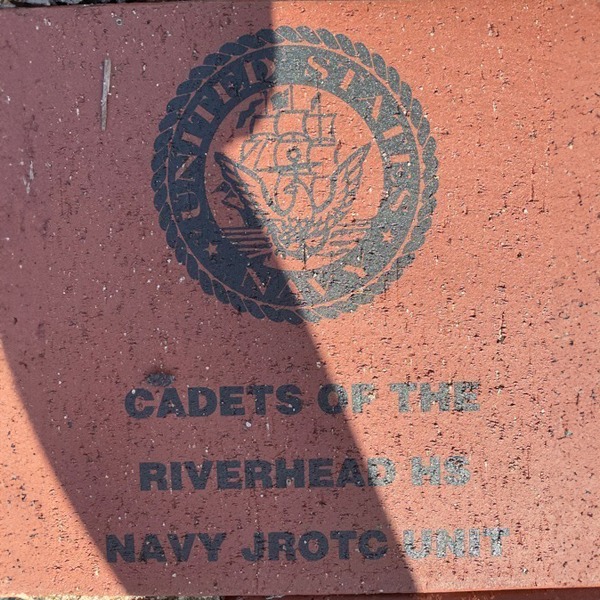 UNITED STATES
NAVY
CADETS OF THE
RIVERHEAD HS
NAVY JROTC UNIT